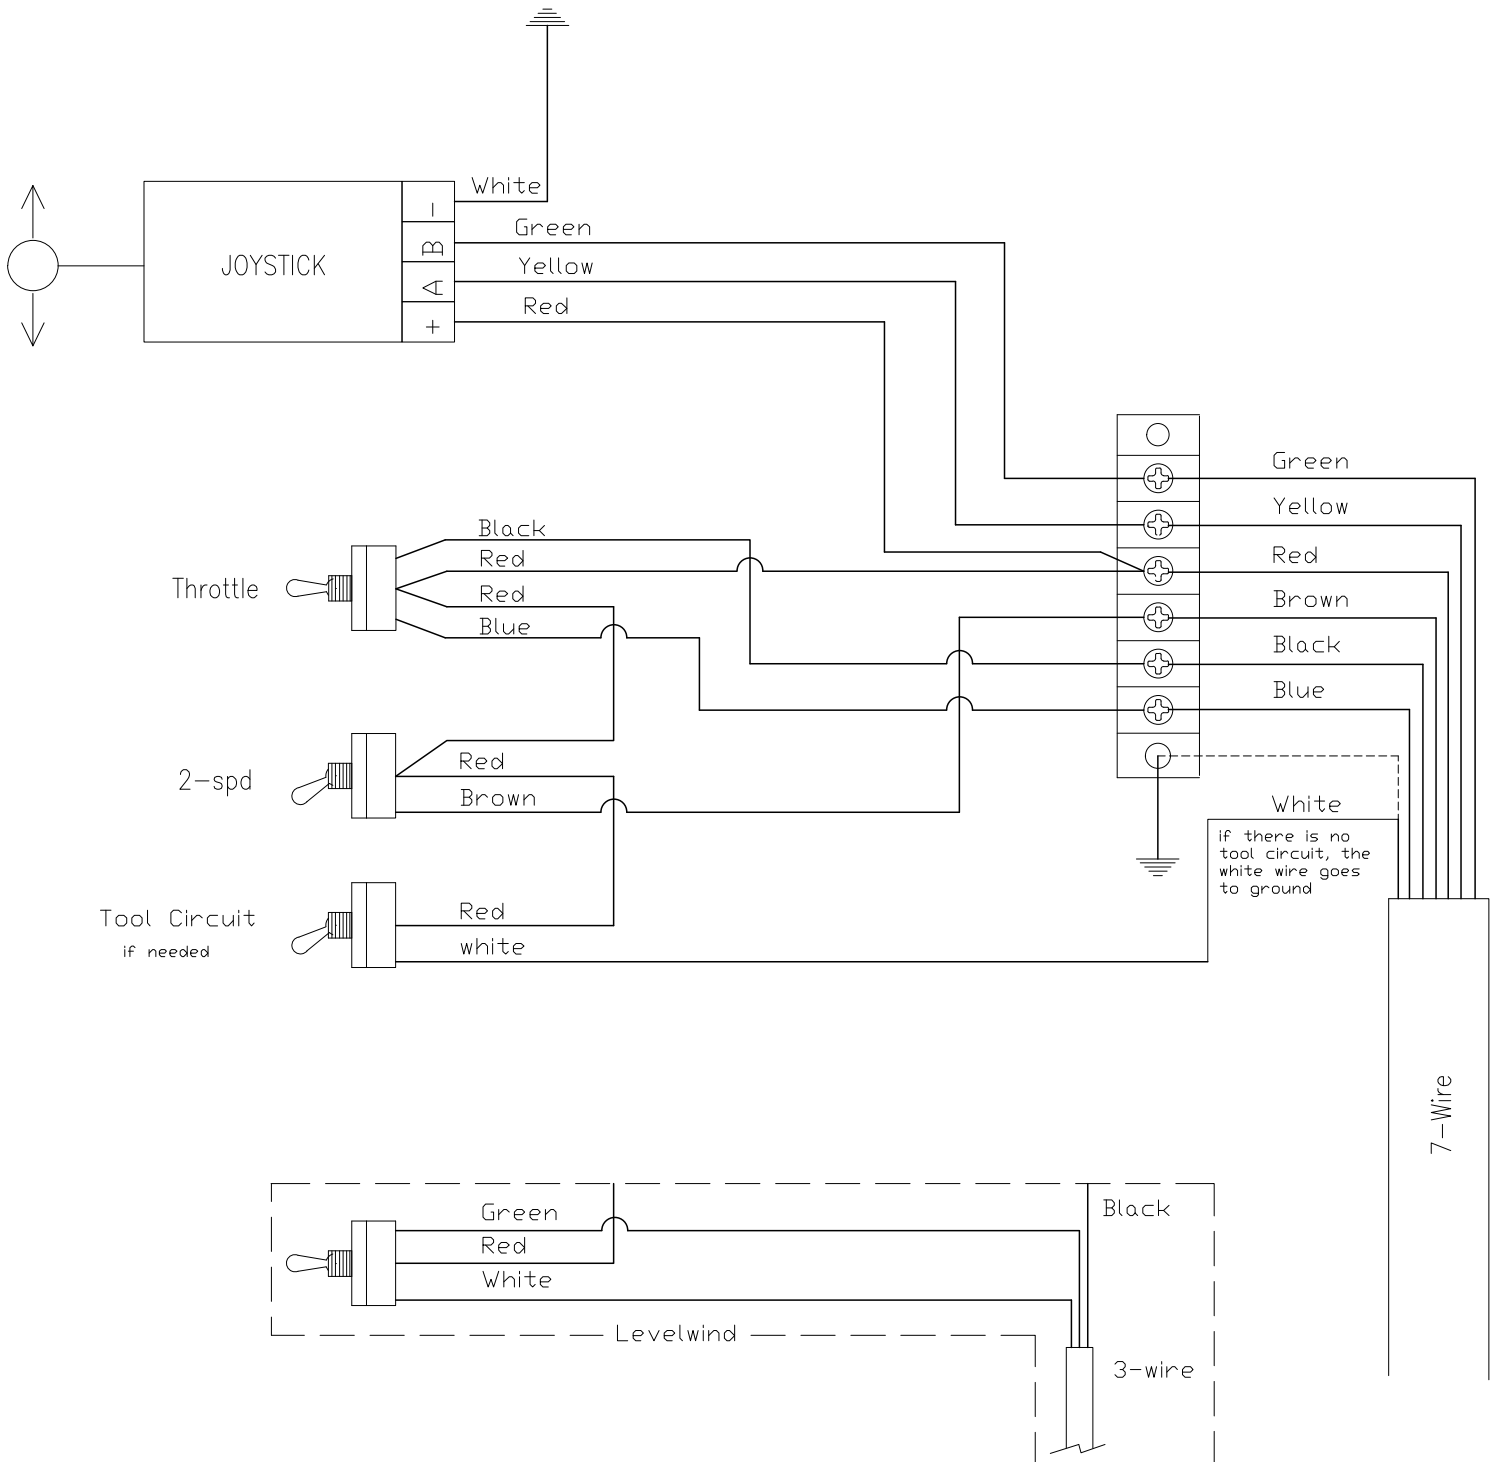 White
Green
Yellow
Red
JOYSTICK
-
B
A
+
Black
Red
Red
Blue
Throttle
Green
Yellow
Red
Brown
Black
Blue
2-spd
Red
Brown
White
if there is no
tool circuit, the
white wire goes
to ground
Tool Circuit
if needed
Red
white
7-Wire
Green
Red
White
Black
Levelwind
3-wire